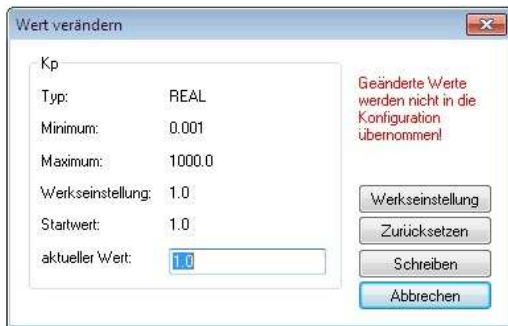 Wert verändern
Kp
Typ: REAL
Minimum: 0.001
Maximum: 1000.0
Werkseinstellung: 1.0
Startwert: 1.0
aktueller Wert: 1.0
Geänderte Werte
werden nicht in die
Konfiguration
übernommen!
Werkseinstellung
Zurücksetzen
Schreiben
Abbrechen